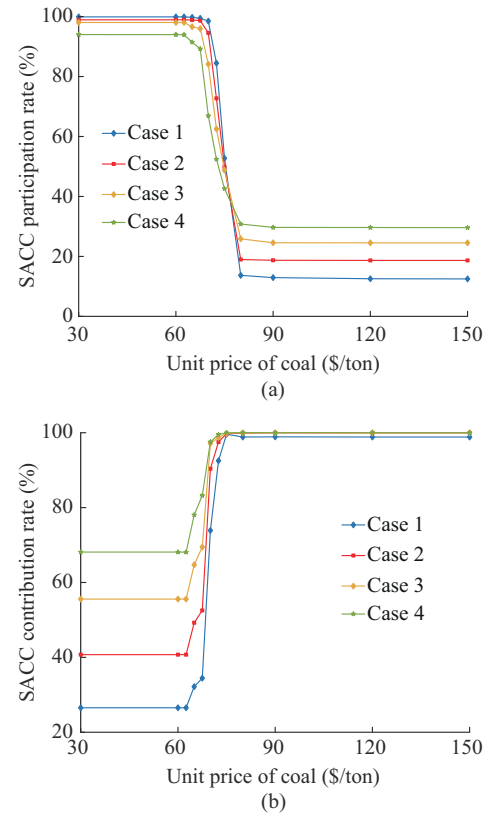 100
80
60
40
20
0
SACC participation rate (%)
Case 1
Case 2
Case 3
Case 4
30 60 90 120 150
Unit price of coal ($/ton)
(a)
100
80
60
40
20
SACC contribution rate (%)
Case 1
Case 2
Case 3
Case 4
30 60 90 120 150
Unit price of coal ($/ton)
(b)